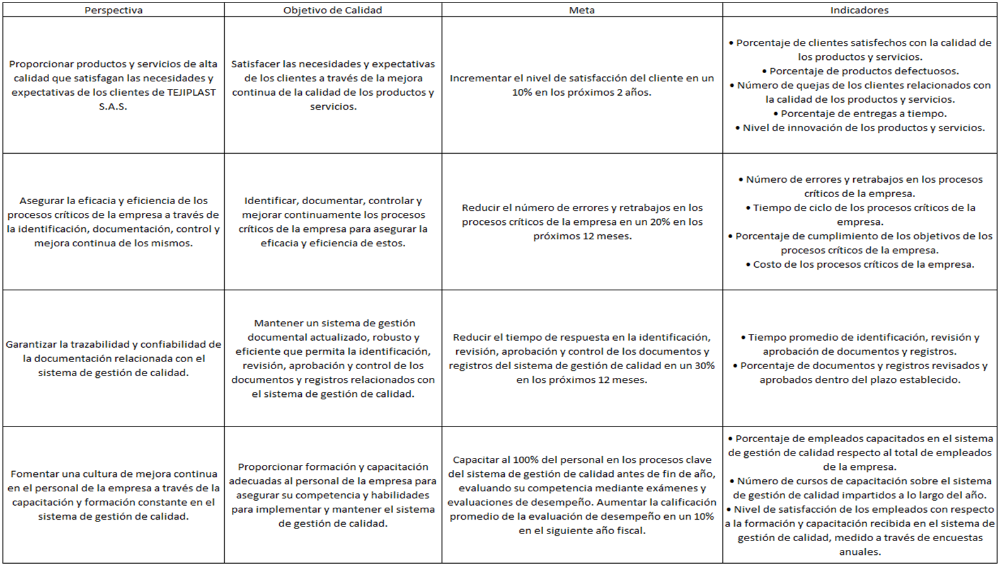 Perspectiva
Objetivo de Calidad
Meta
Indicadores
Proporcionar productos y servicios de alta
calidad que satisfagan las necesidades y
expectativas de los clientes de TEJIPLAST
S.A.S.
Satisfacer las necesidades y expectativas
de los clientes a través de la mejora
continua de la calidad de los productos y
servicios.
Incrementar el nivel de satisfacción del cliente en un
10% en los próximos 2 años.
• Porcentaje de clientes satisfechos con la calidad de
los productos y servicios.
• Porcentaje de productos defectuosos.
• Número de quejas de los clientes relacionados con
la calidad de los productos y servicios.
• Porcentaje de entregas a tiempo.
• Nivel de innovación de los productos y servicios.
Asegurar la eficacia y eficiencia de los
procesos críticos de la empresa a través de
la identificación, documentación, control y
mejora continua de los mismos.
Identificar, documentar, controlar y
mejorar continuamente los procesos
críticos de la empresa para asegurar la
eficacia y eficiencia de estos.
Reducir el número de errores y retrabajos en los
procesos críticos de la empresa en un 20% en los
próximos 12 meses.
• Número de errores y retrabajos en los procesos
críticos de la empresa.
• Tiempo de ciclo de los procesos críticos de la
empresa.
• Porcentaje de cumplimiento de los objetivos de los
procesos críticos de la empresa.
• Costo de los procesos críticos de la empresa.
Garantizar la trazabilidad y confiabilidad de
la documentación relacionada con el
sistema de gestión de calidad.
Mantener un sistema de gestión
documental actualizado, robusto y
eficiente que permita la identificación,
revisión, aprobación y control de los
documentos y registros relacionados con
el sistema de gestión de calidad.
Reducir el tiempo de respuesta en la identificación,
revisión, aprobación y control de los documentos y
registros del sistema de gestión de calidad en un 30%
en los próximos 12 meses.
• Tiempo promedio de identificación, revisión y
aprobación de documentos y registros.
• Porcentaje de documentos y registros revisados y
aprobados dentro del plazo establecido.
Fomentar una cultura de mejora continua
en el personal de la empresa a través de la
capacitación y formación constante en el
sistema de gestión de calidad.
Proporcionar formación y capacitación
adecuadas al personal de la empresa para
asegurar su competencia y habilidades
para implementar y mantener el sistema
de gestión de calidad.
Capacitar al 100% del personal en los procesos clave
del sistema de gestión de calidad antes de fin de año,
evaluando su competencia mediante exámenes y
evaluaciones de desempeño. Aumentar la calificación
promedio de la evaluación de desempeño en un 10%
en el siguiente año fiscal.
• Porcentaje de empleados capacitados en el sistema
de gestión de calidad respecto al total de empleados
de la empresa.
• Número de cursos de capacitación sobre el sistema
de gestión de calidad impartidos a lo largo del año.
• Nivel de satisfacción de los empleados con respecto
a la formación y capacitación recibida en el sistema de
gestión de calidad, medido a través de encuestas
anuales.